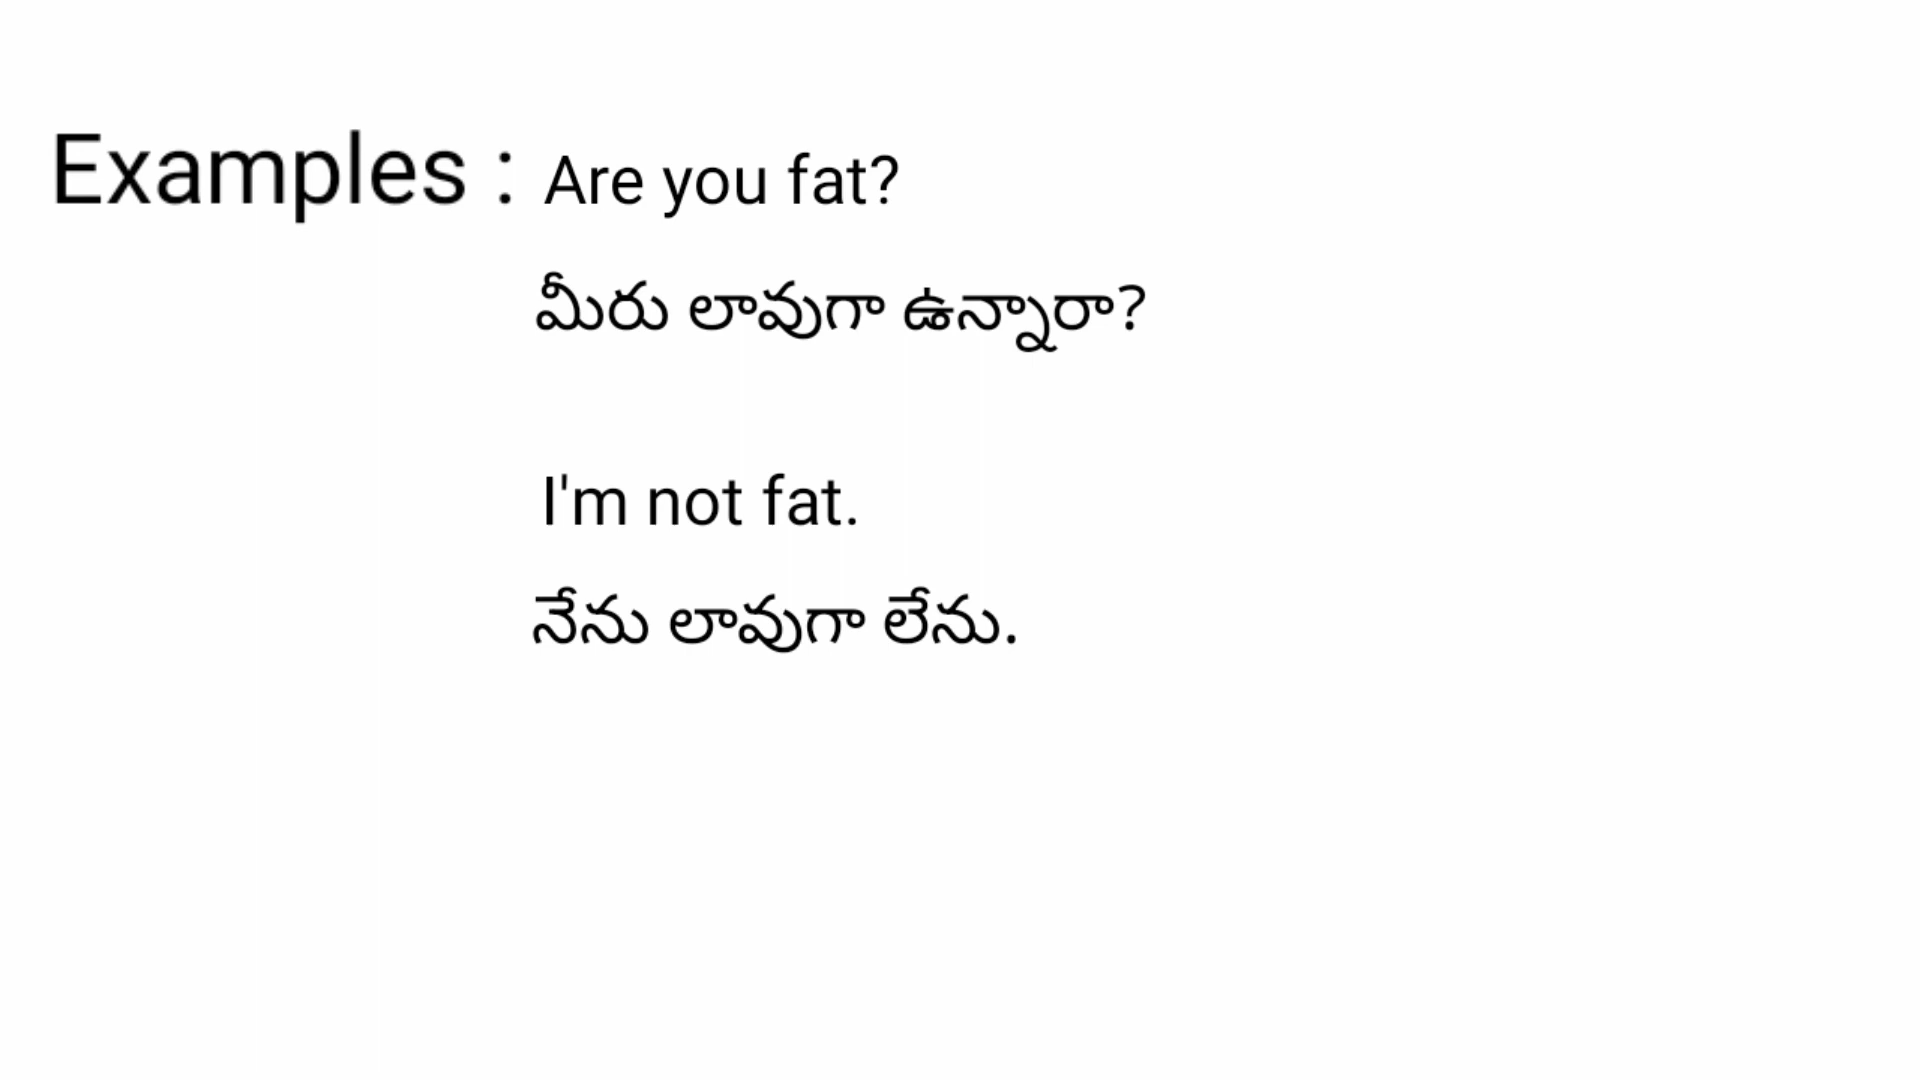 Examples : Are you fat?
మీరు లావుగా ఉన్నారా?
I'm not fat.
నేను లావుగా లేను.